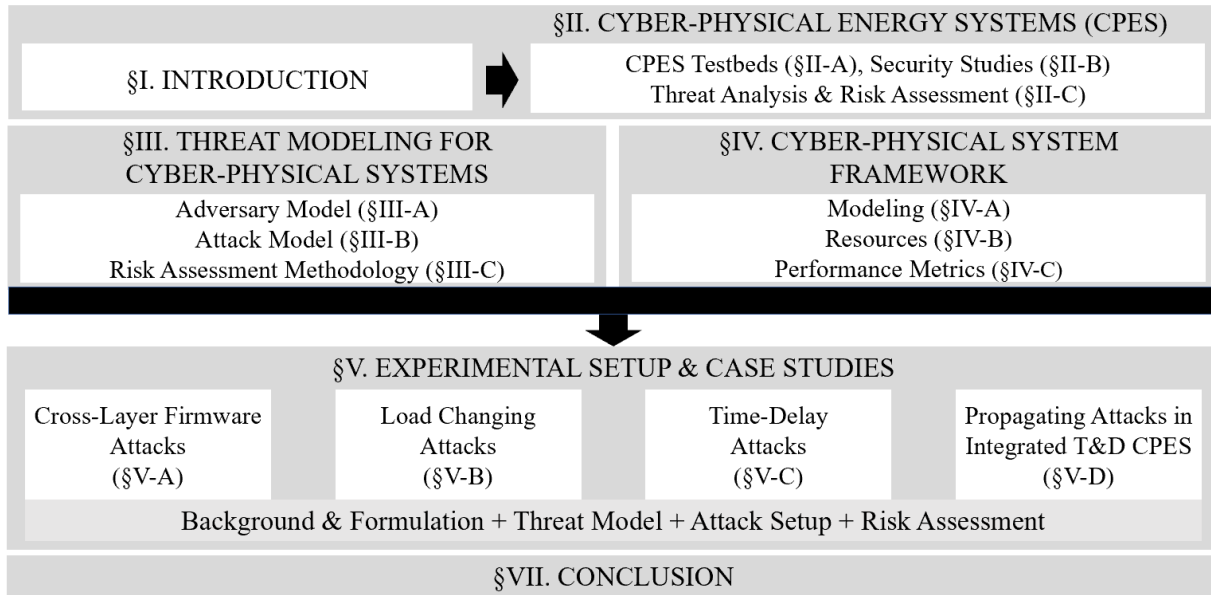 §I. INTRODUCTION
§II. CYBER-PHYSICAL ENERGY SYSTEMS (CPES)
CPES Testbeds (§II-A), Security Studies (§II-B)
Threat Analysis & Risk Assessment (§II-C)
§III. THREAT MODELING FOR
CYBER-PHYSICAL SYSTEMS
Adversary Model (§III-A)
Attack Model (§III-B)
Risk Assessment Methodology (§III-C)
§IV. CYBER-PHYSICAL SYSTEM
FRAMEWORK
Modeling (§IV-A)
Resources (§IV-B)
Performance Metrics (§IV-C)
§V. EXPERIMENTAL SETUP & CASE STUDIES
Cross-Layer Firmware
Attacks
(§V-A)
Load Changing
Attacks
(§V-B)
Time-Delay
Attacks
(§V-C)
Propagating Attacks in
Integrated T&D CPES
(§V-D)
Background & Formulation + Threat Model + Attack Setup + Risk Assessment
§VII. CONCLUSION